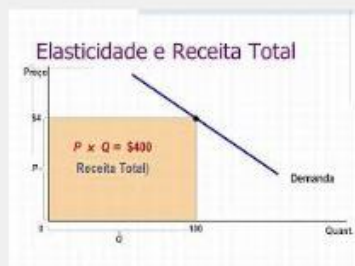 Elasticidade e Receita Total
Preço
$4
P x Q = $400
Receita Total)
P
Demanda
0
100
Quant.
Q